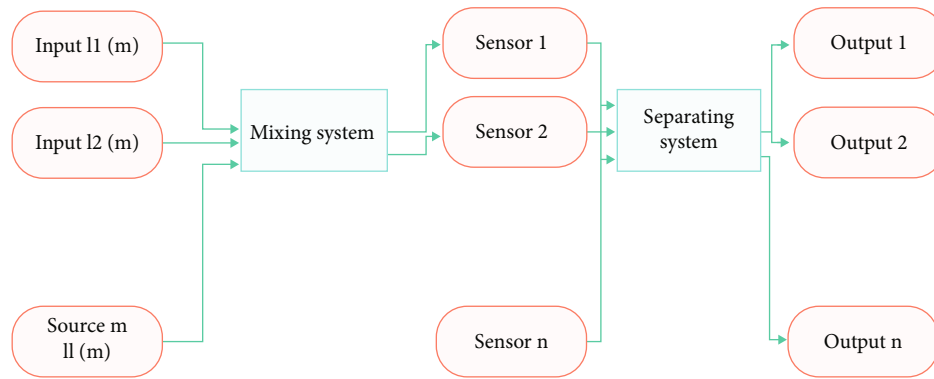 Input l1 (m)
Input l2 (m)
Source m
ll (m)
Mixing system
Sensor 1
Sensor 2
Sensor n
Separating
system
Output 1
Output 2
Output n